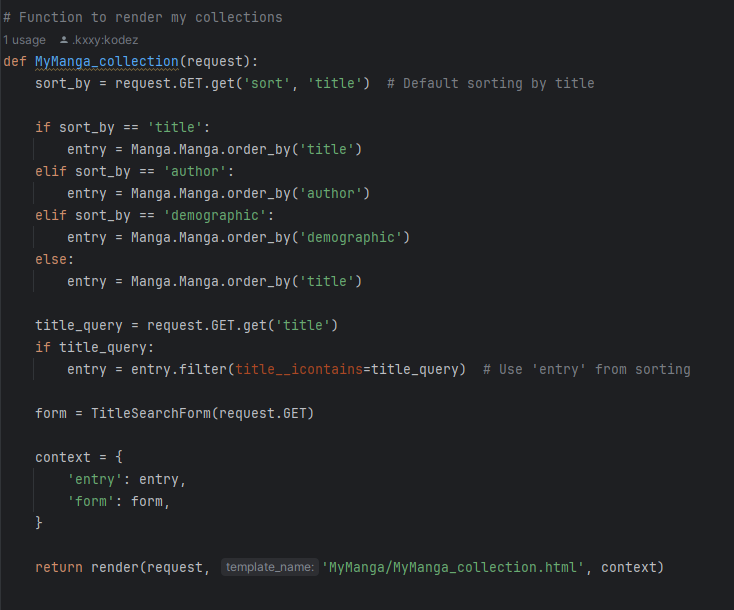 # Function to render my collections
1 usage   .kxxy:kodez
def MyManga_collection(request):
    sort_by = request.GET.get('sort', 'title')  # Default sorting by title

    if sort_by == 'title':
        entry = Manga.Manga.order_by('title')
    elif sort_by == 'author':
        entry = Manga.Manga.order_by('author')
    elif sort_by == 'demographic':
        entry = Manga.Manga.order_by('demographic')
    else:
        entry = Manga.Manga.order_by('title')

    title_query = request.GET.get('title')
    if title_query:
        entry = entry.filter(title__icontains=title_query)  # Use 'entry' from sorting

    form = TitleSearchForm(request.GET)

    context = {
        'entry': entry,
        'form': form,
    }

    return render(request, template_name: 'MyManga/MyManga_collection.html', context)